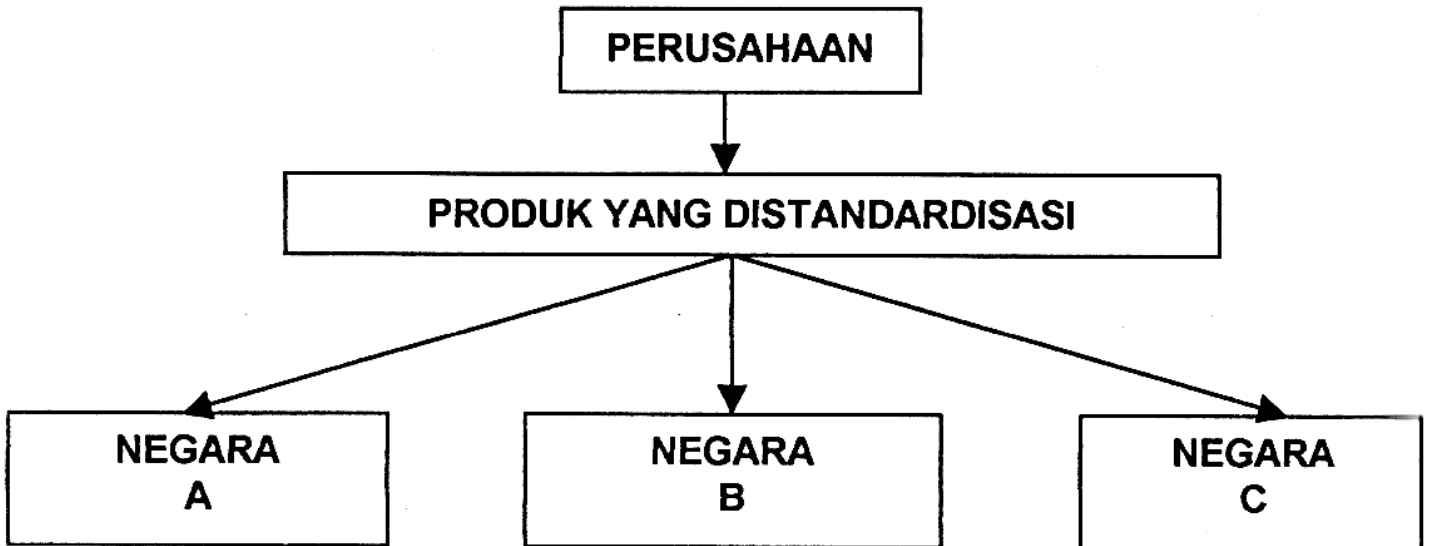 PERUSAHAAN
PRODUK YANG DISTANDARDISASI
NEGARA
A
NEGARA
B
NEGARA
C